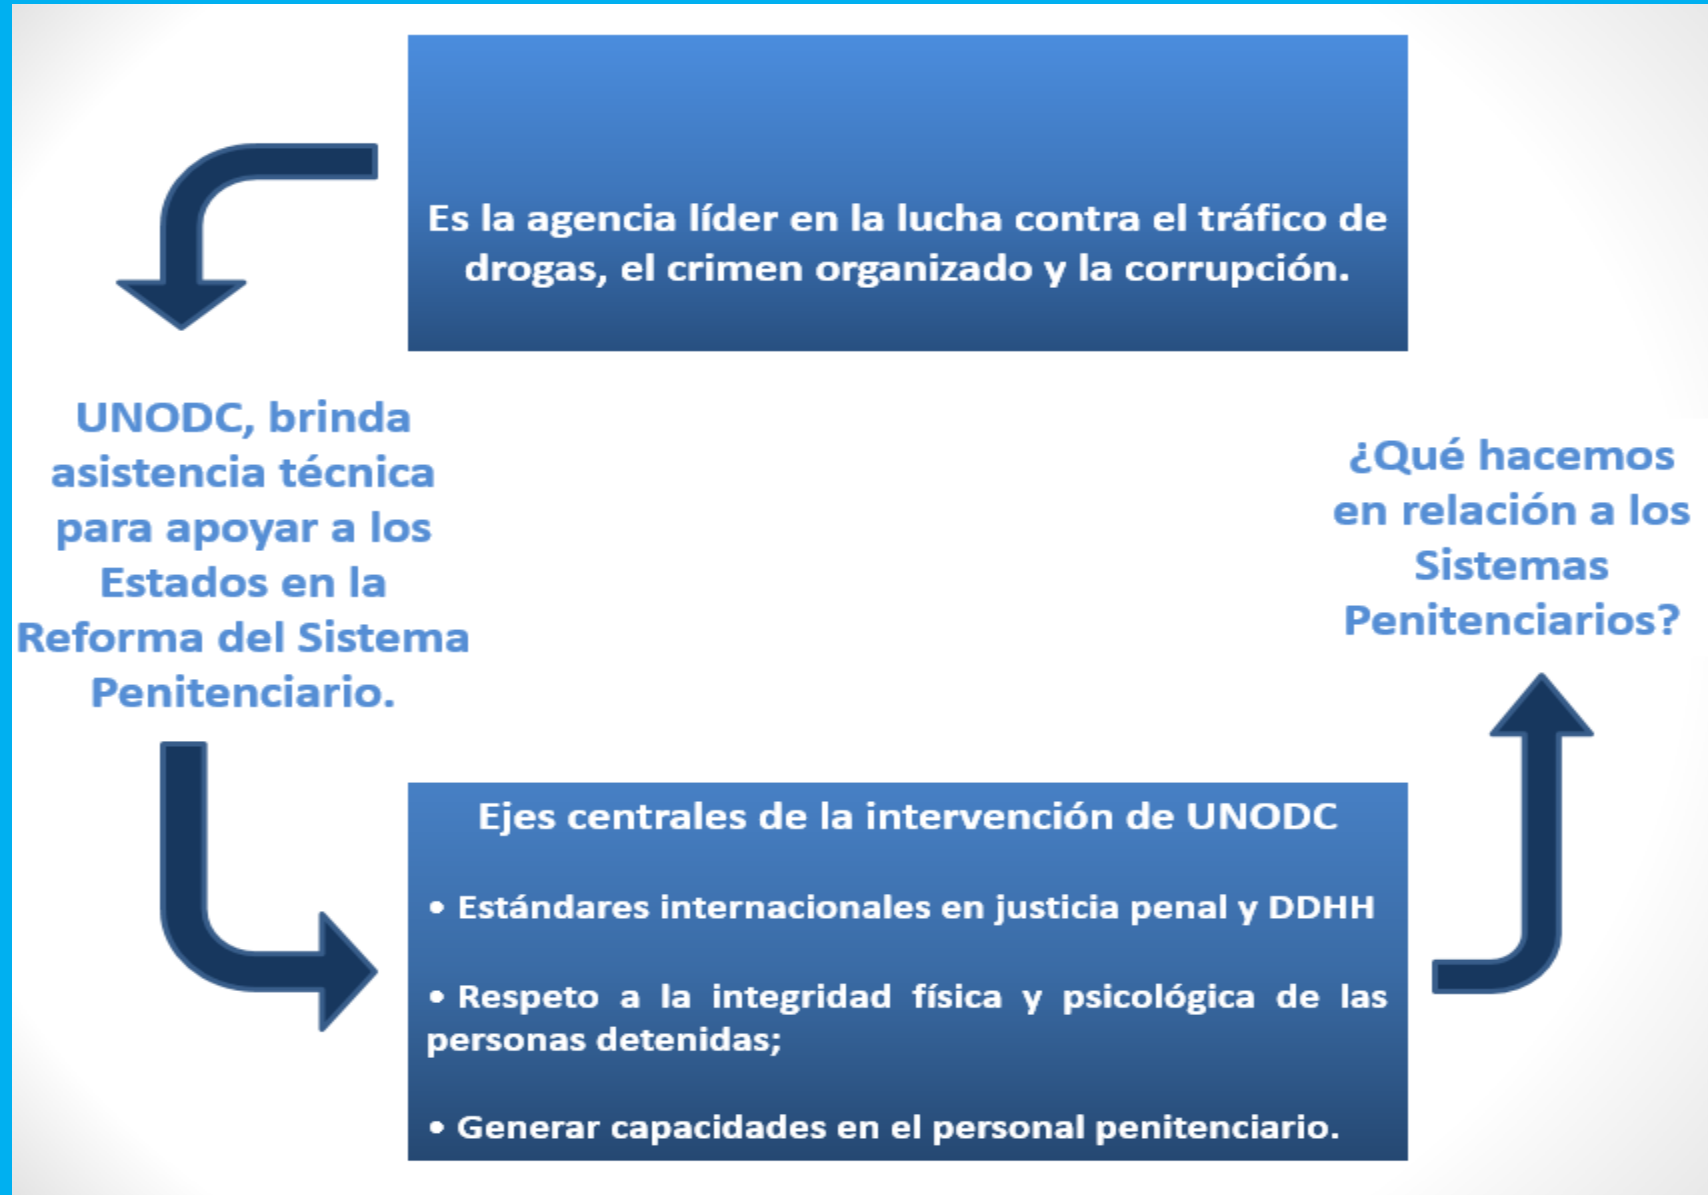 Es la agencia líder en la lucha contra el tráfico de
drogas, el crimen organizado y la corrupción.
UNODC, brinda
asistencia técnica
para apoyar a los
Estados en la
Reforma del Sistema
Penitenciario.
Ejes centrales de la intervención de UNODC
• Estándares internacionales en justicia penal y DDHH
• Respeto a la integridad física y psicológica de las
personas detenidas;
• Generar capacidades en el personal penitenciario.
¿Qué hacemos
en relación a los
Sistemas
Penitenciarios?